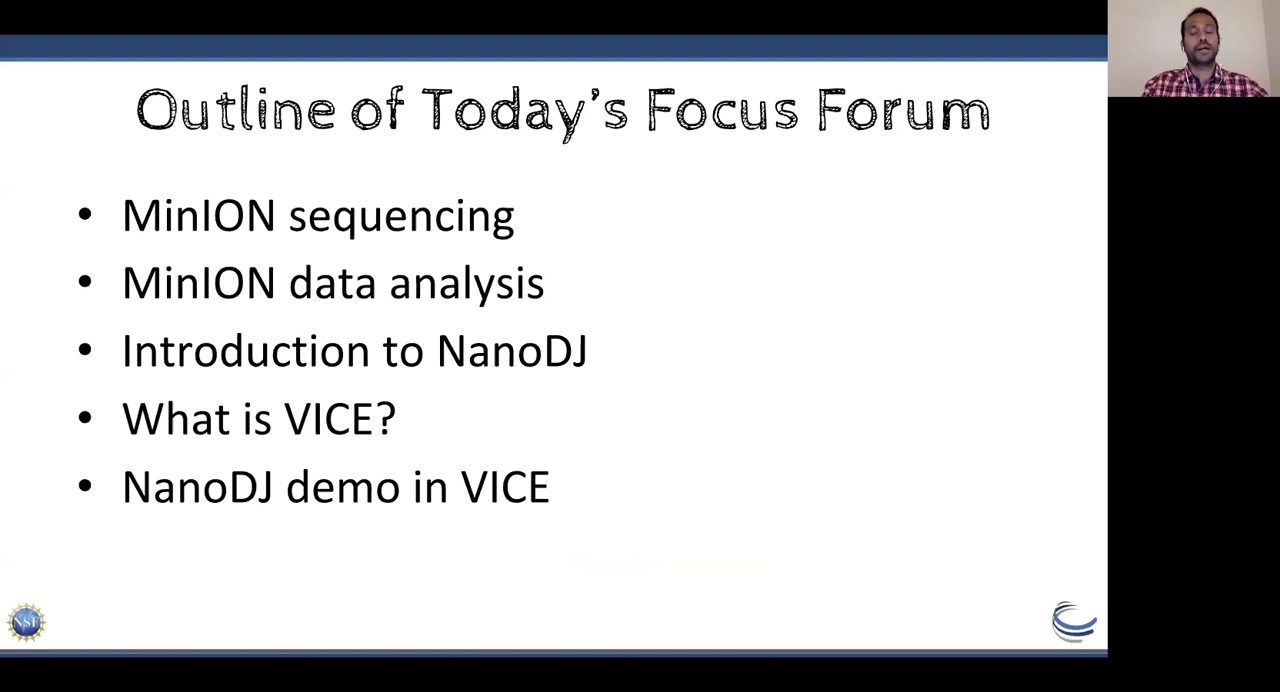 Outline of Today's Focus Forum
• MinION sequencing
• MinION data analysis
• Introduction to NanoDJ
• What is VICE?
• NanoDJ demo in VICE
NSF